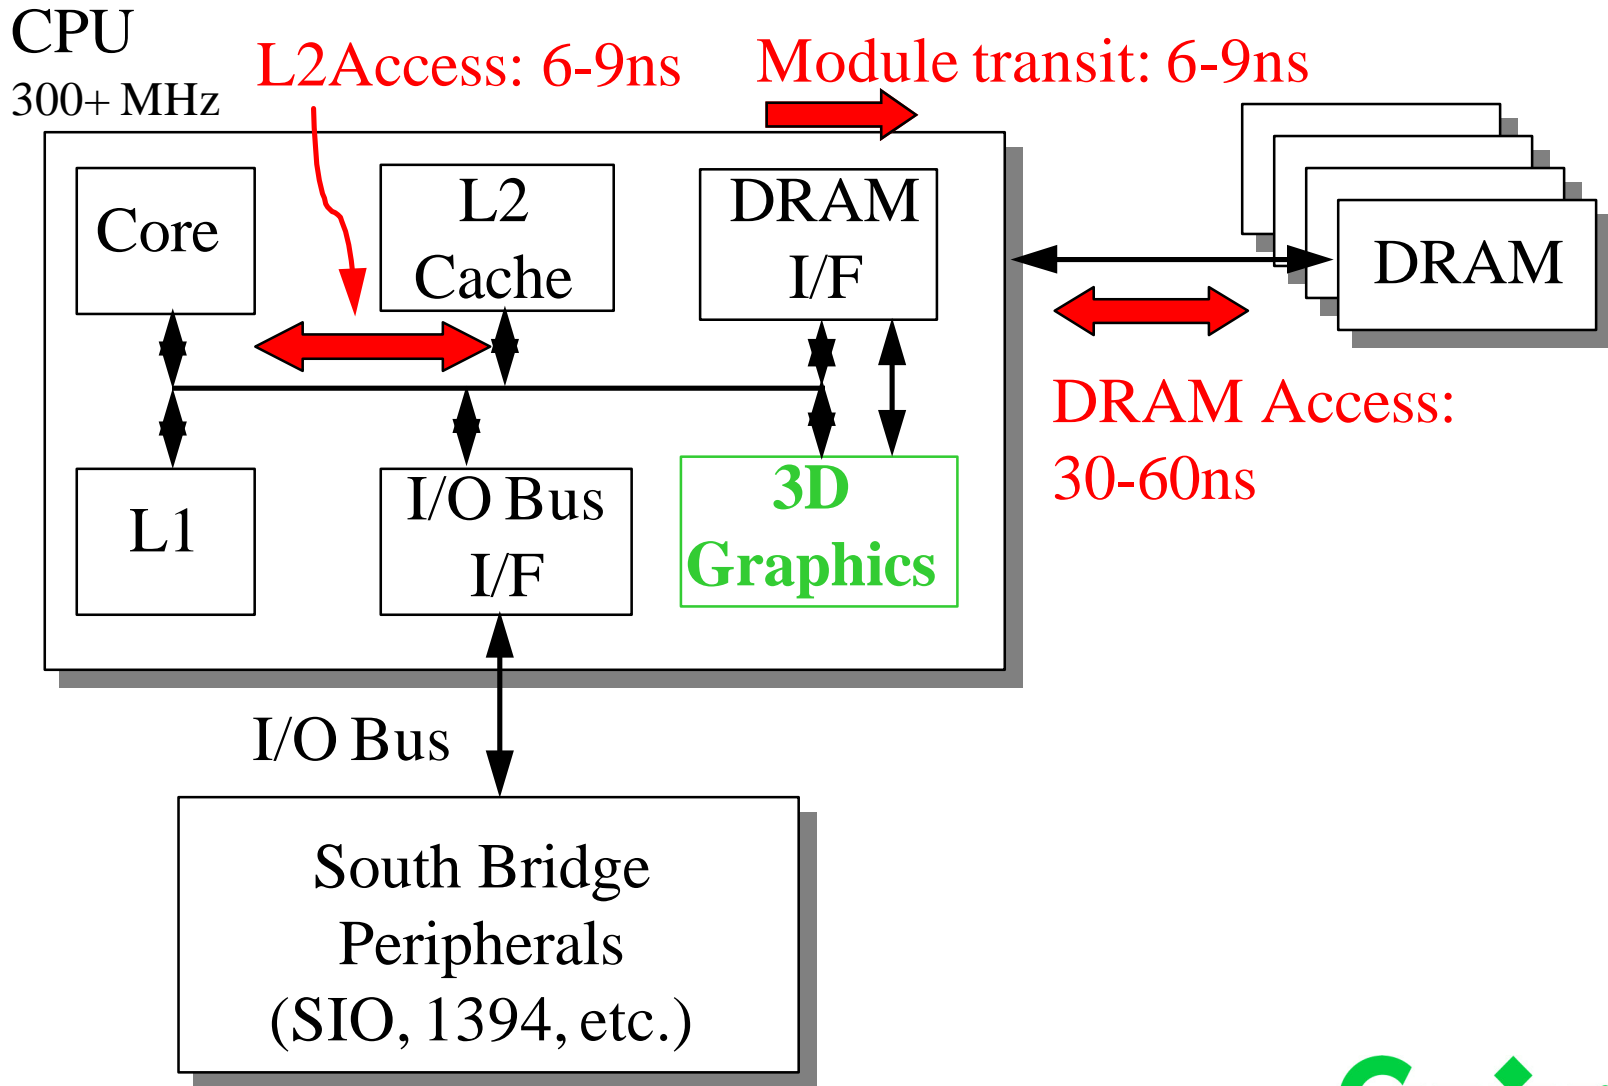 CPU
300+ MHz
L2Access: 6-9ns
Module transit: 6-9ns
Core
L2
Cache
DRAM
I/F
DRAM
L1
I/O Bus
I/F
3D
Graphics
DRAM Access:
30-60ns
I/O Bus
South Bridge
Peripherals
(SIO, 1394, etc.)